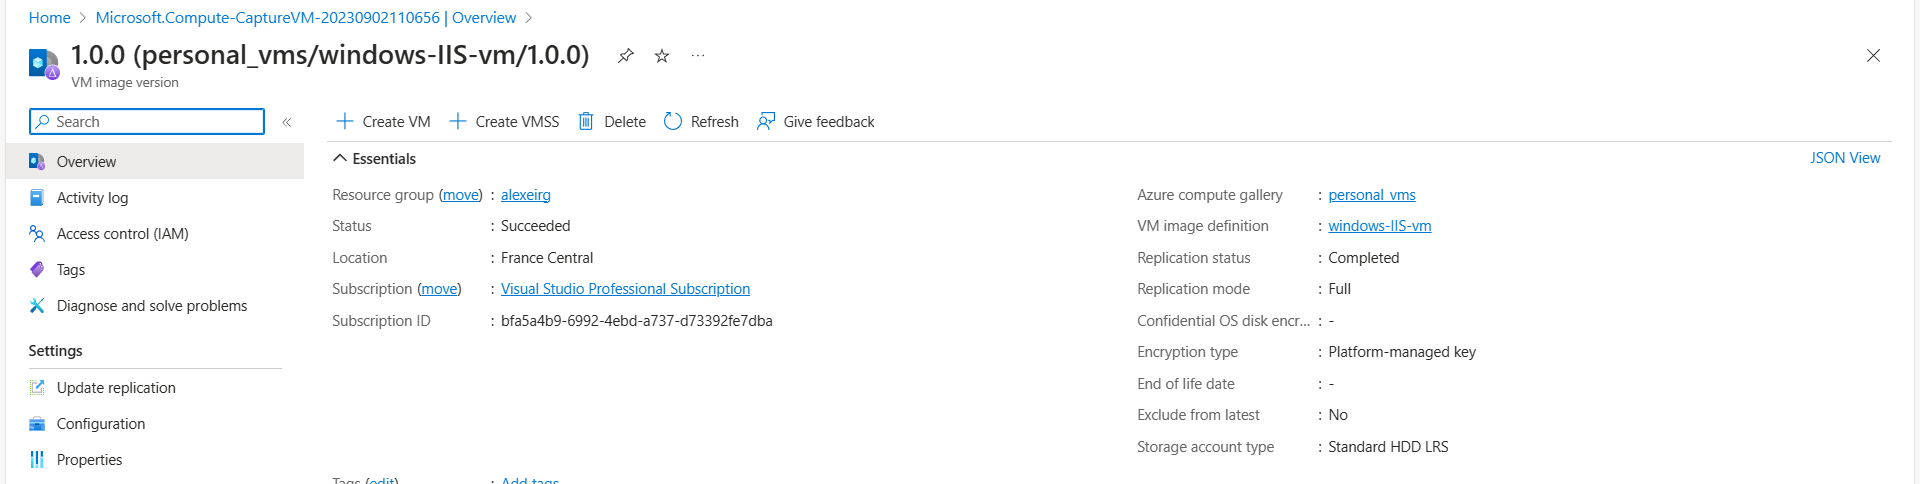 Home > Microsoft.Compute-CaptureVM-20230902110656 | Overview >
1.0.0 (personal_vms/windows-IIS-vm/1.0.0)
VM image version
Search
Create VM Create VMSS Delete Refresh Give feedback
Overview
Activity log
Access control (IAM)
Tags
Diagnose and solve problems
Settings
Update replication
Configuration
Properties
Essentials
JSON View
Resource group (move) : alexeirg
Status : Succeeded
Location : France Central
Subscription (move) : Visual Studio Professional Subscription
Subscription ID : bfa5a4b9-6992-4ebd-a737-d73392fe7dba
Azure compute gallery : personal_vms
VM image definition : windows-IIS-vm
Replication status : Completed
Replication mode : Full
Confidential OS disk encr... : -
Encryption type : Platform-managed key
End of life date : -
Exclude from latest : No
Storage account type : Standard HDD LRS
Tags (edit) : Add tags